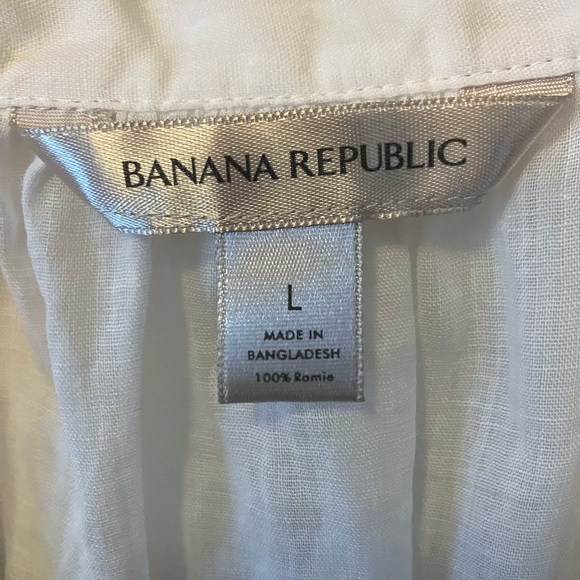 BANANA REPUBLIC
L
MADE IN
BANGLADESH
100% Ramie